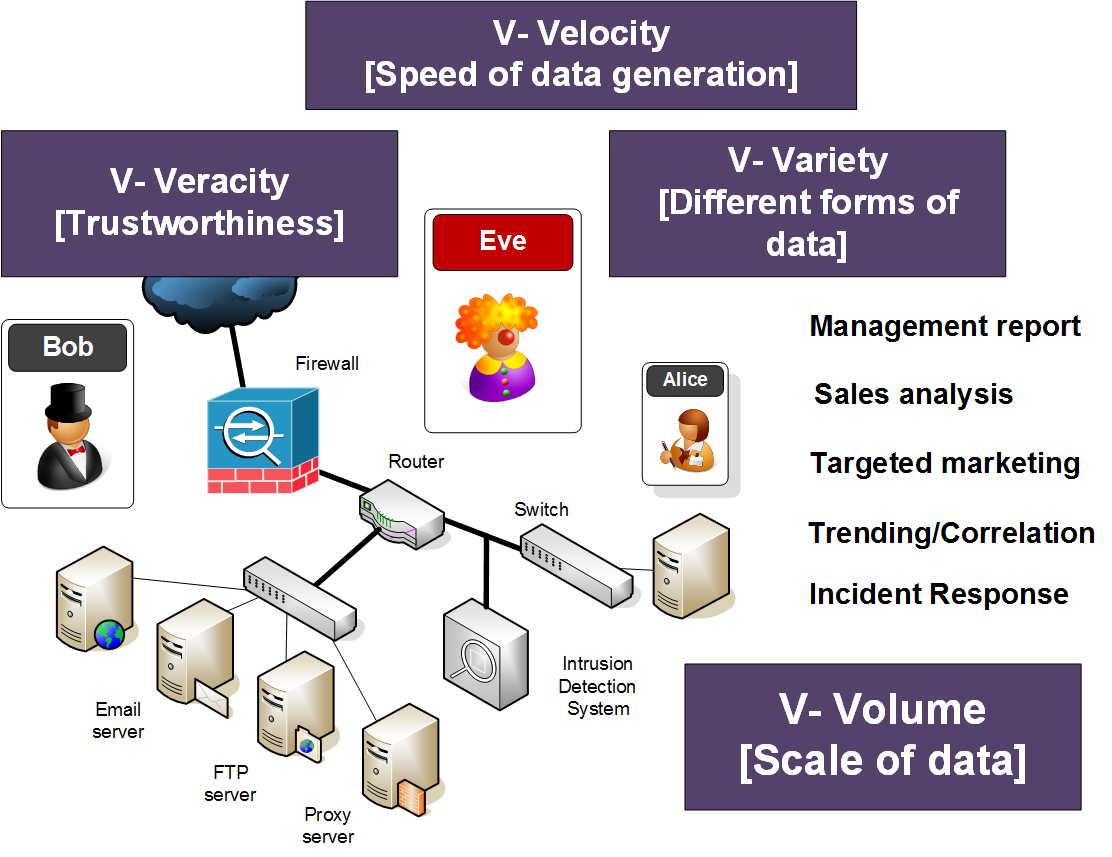 V- Velocity
[Speed of data generation]
V- Veracity
[Trustworthiness]
V- Variety
[Different forms of
data]
Eve
Bob
Firewall
Alice
Management report
Sales analysis
Targeted marketing
Trending/Correlation
Incident Response
Router
Switch
Intrusion
Detection
System
Email
server
FTP
server
Proxy
server
V- Volume
[Scale of data]